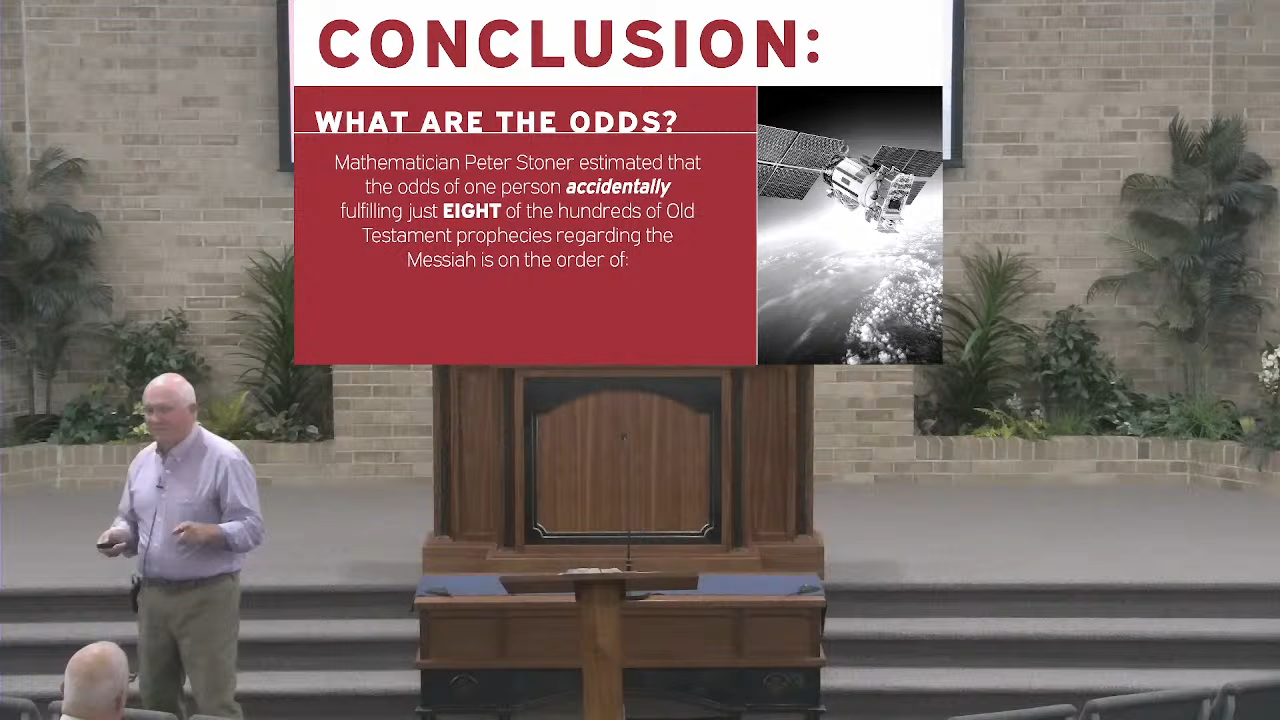 CONCLUSION:
WHAT ARE THE ODDS?
Mathematician Peter Stoner estimated that
the odds of one person accidentally
fulfilling just EIGHT of the hundreds of Old
Testament prophecies regarding the
Messiah is on the order of: